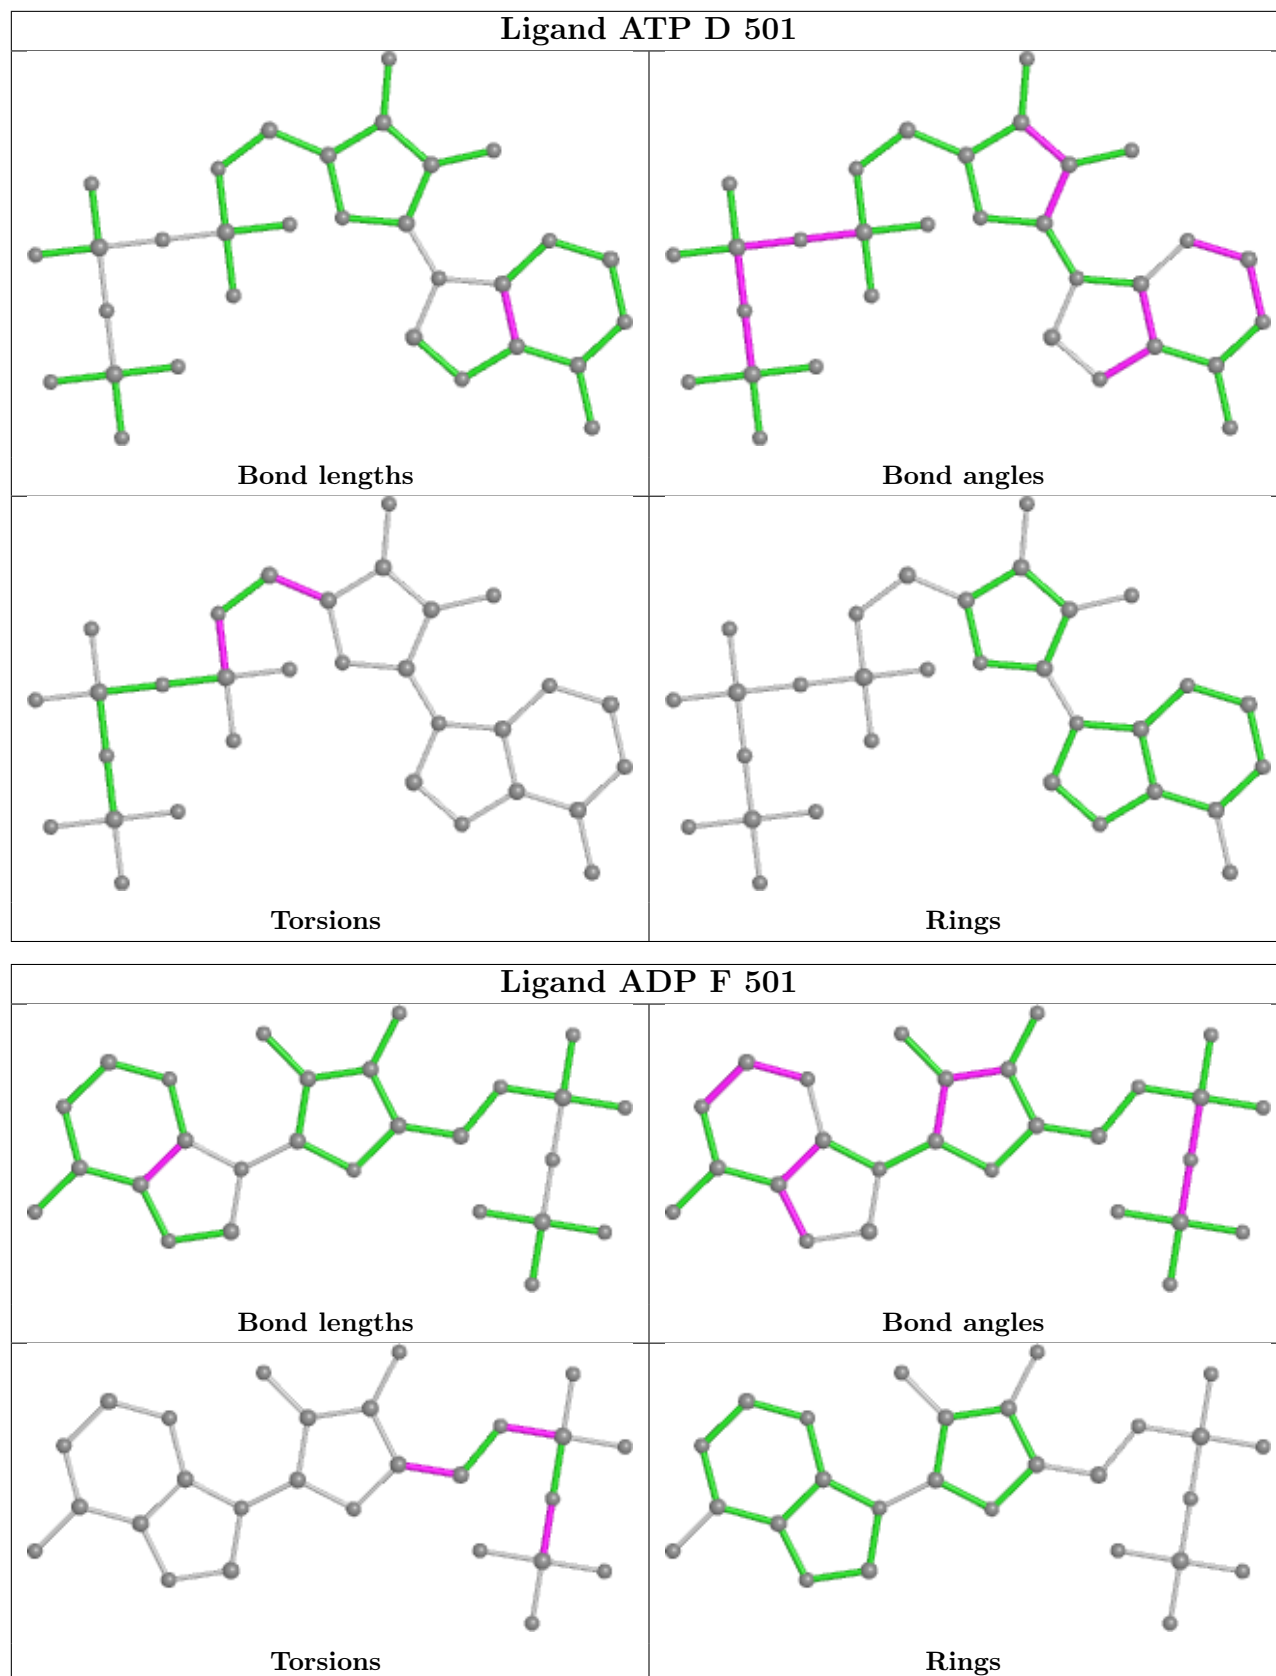 Ligand ATP D 501
Bond lengths
Bond angles
Torsions
Rings
Ligand ADP F 501
Bond lengths
Bond angles
Torsions
Rings